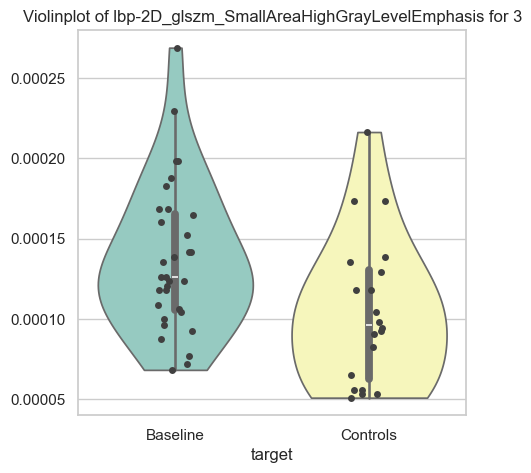 Violinplot of lbp-2D_glszm_SmallAreaHighGrayLevelEmphasis for 3
0.00025
0.00020
0.00015
0.00010
0.00005
Baseline
Controls
target